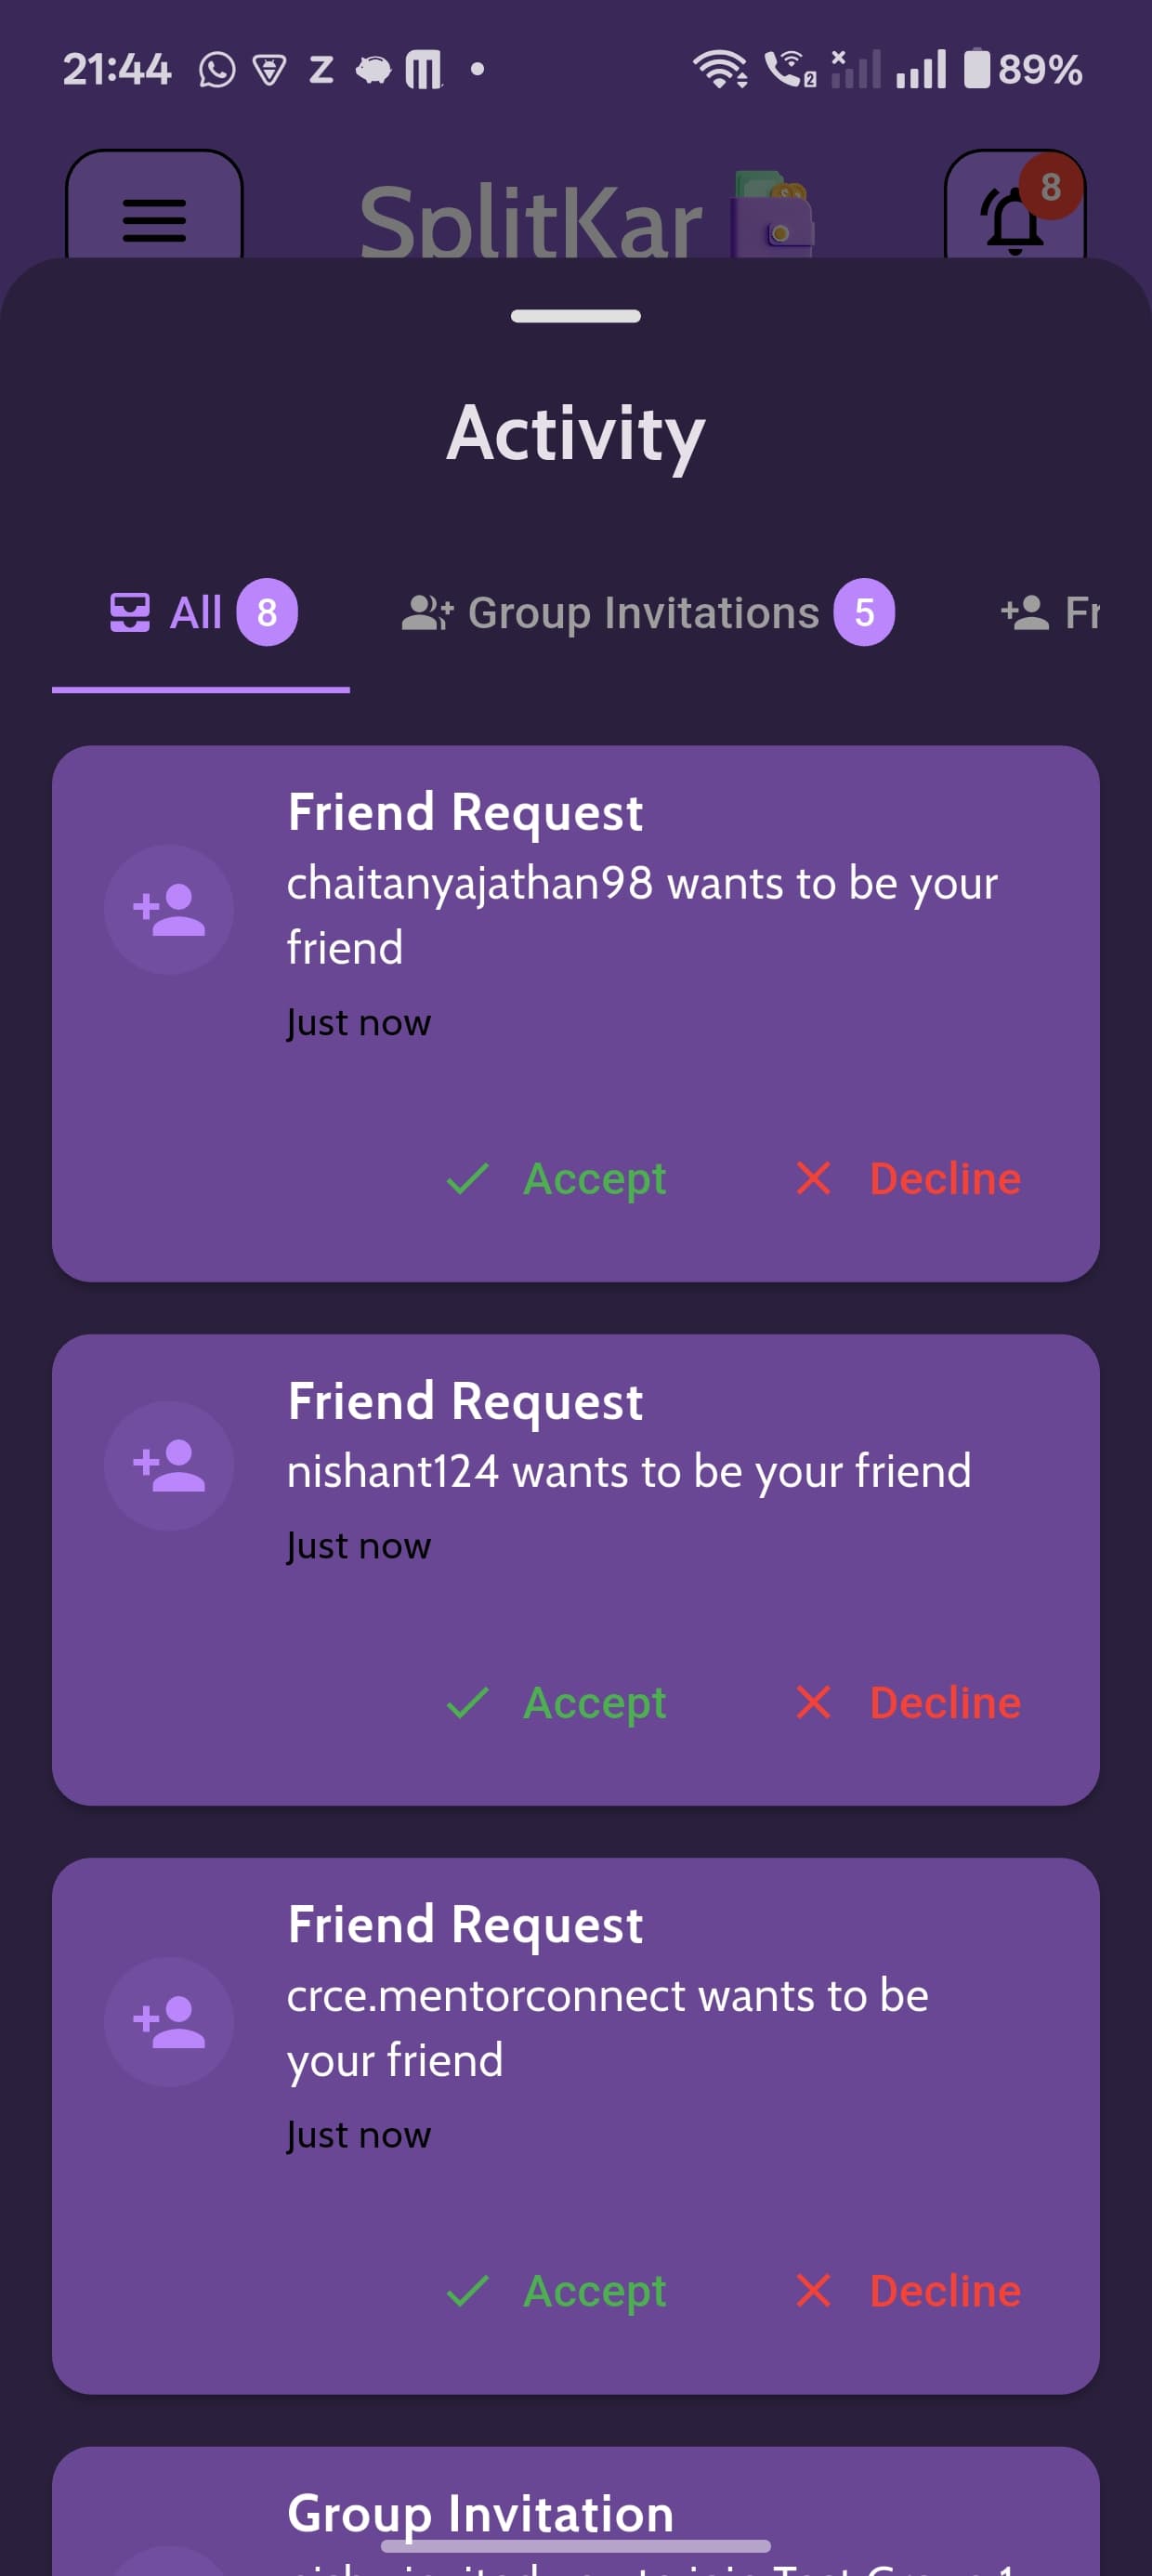 21:44
89%
SplitKar
8
Activity
All 8
Group Invitations 5
Friend Request
chaitanyajathan98 wants to be your
friend
Just now
Accept
Decline
Friend Request
nishant124 wants to be your friend
Just now
Accept
Decline
Friend Request
crce.mentorconnect wants to be
your friend
Just now
Accept
Decline
Group Invitation